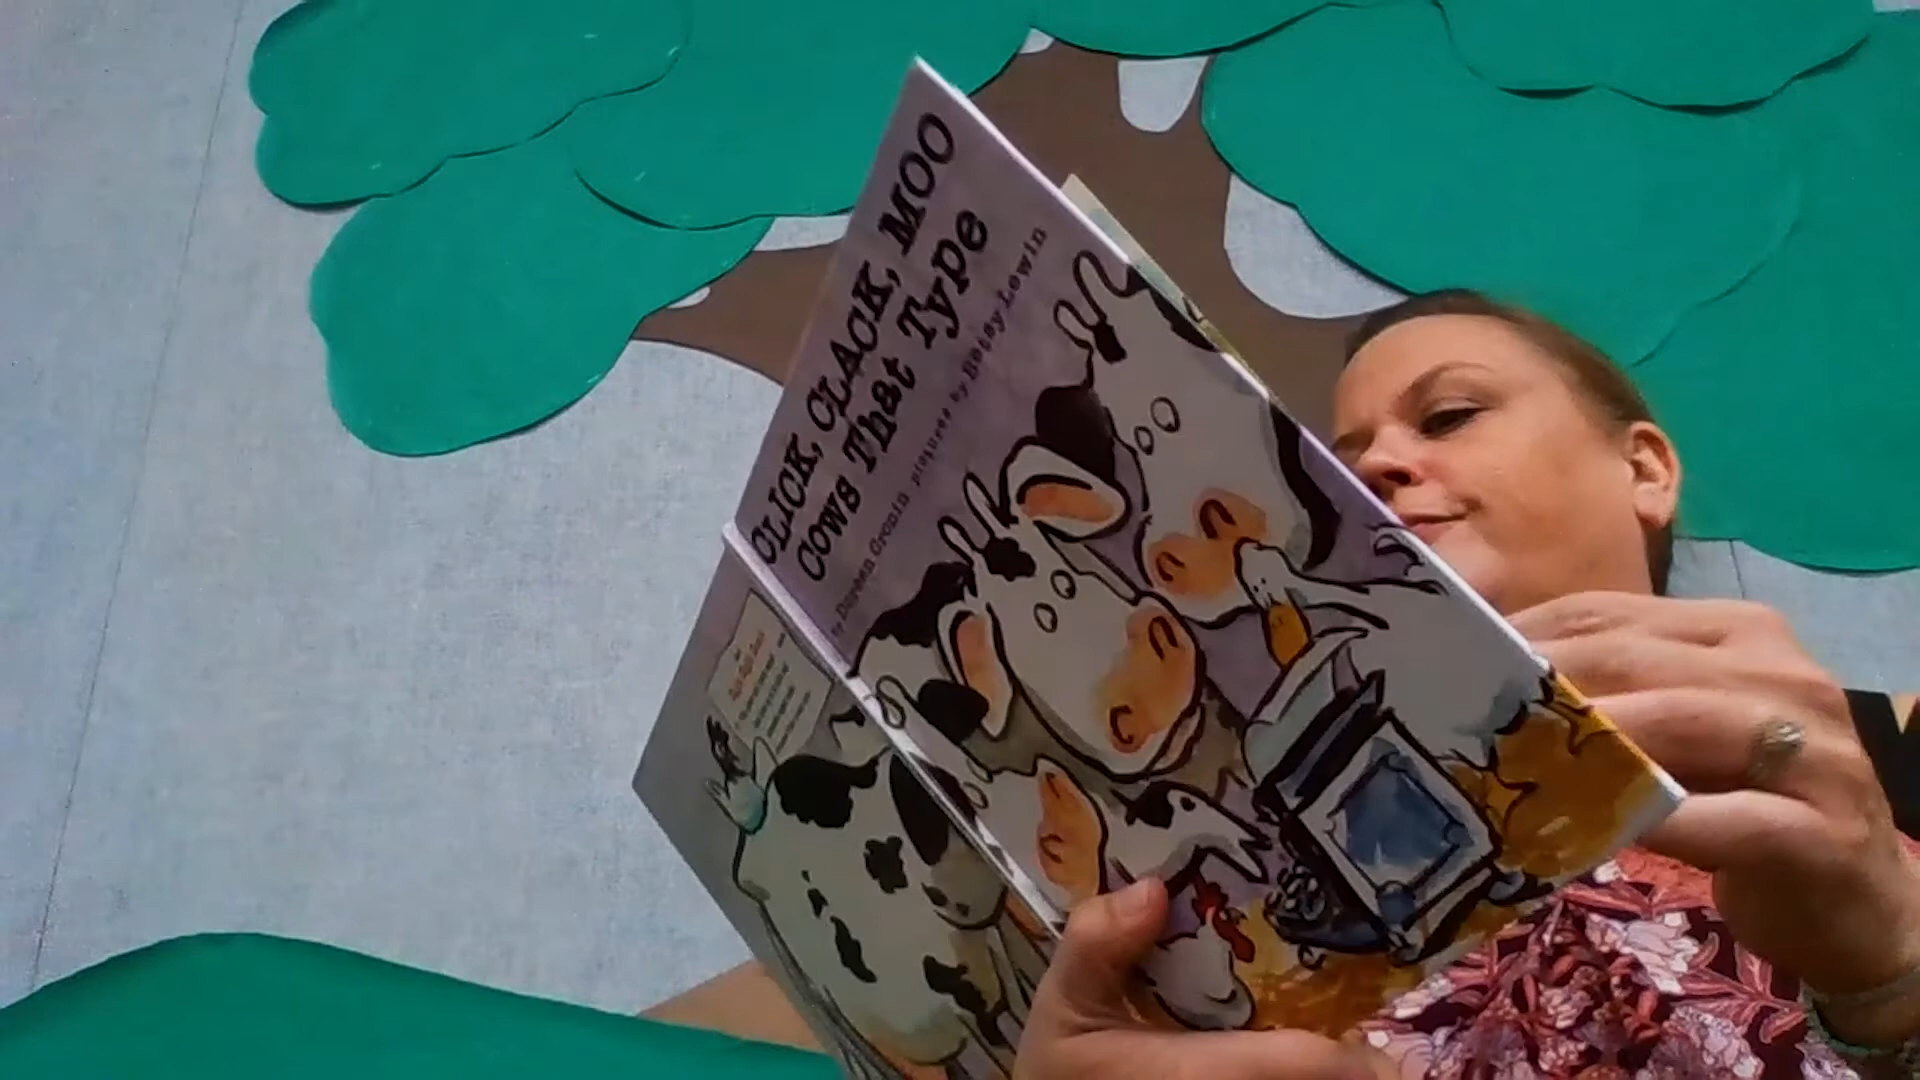 CLICK, CLACK, MOO
Cows That Type
by Doreen Cronin pictures by Betsy Lewin